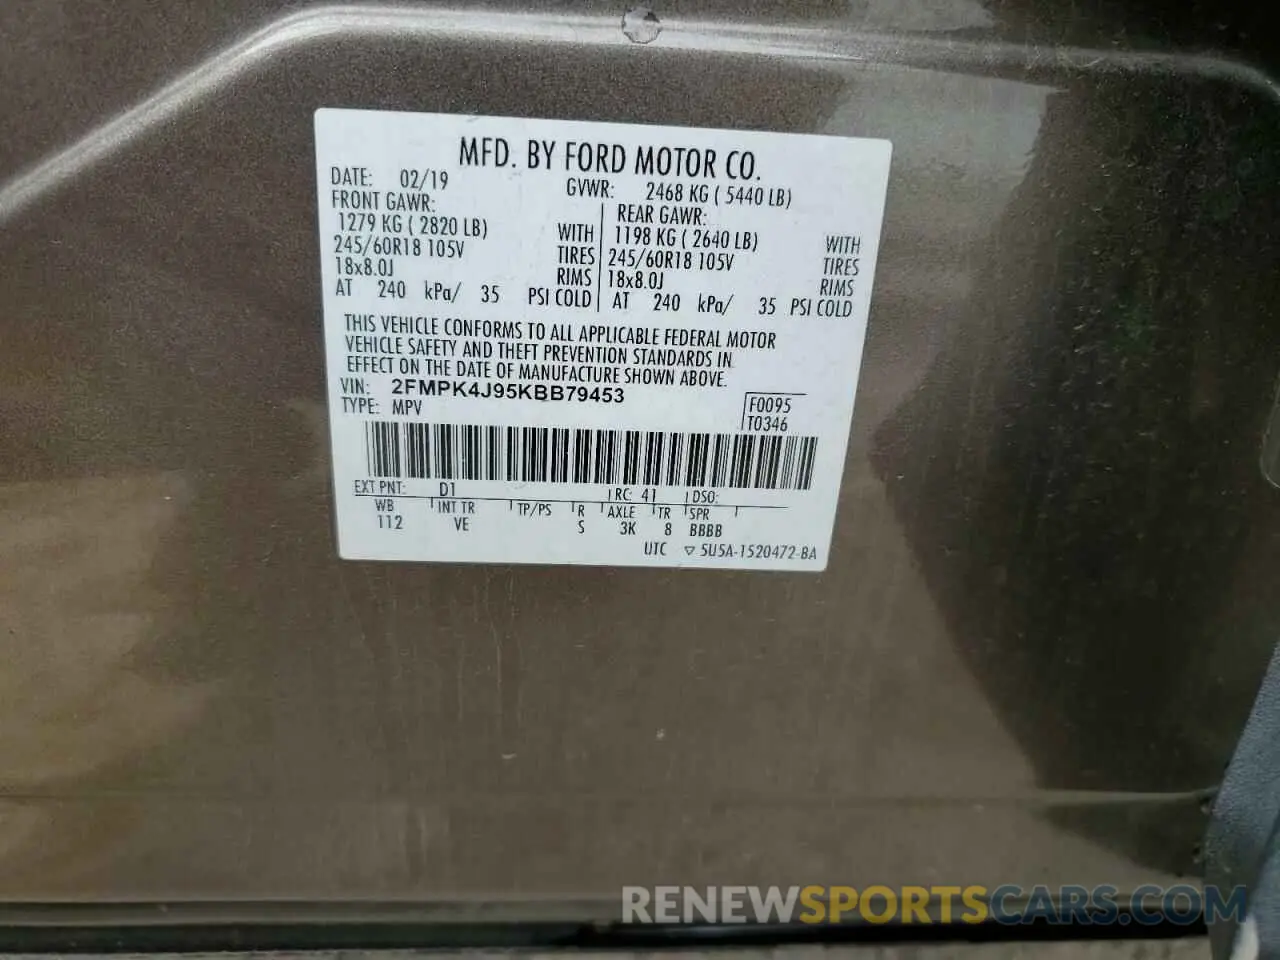 MFD. BY FORD MOTOR CO.
DATE: 02/19 GVWR: 2468 KG ( 5440 LB)
FRONT GAWR: REAR GAWR:
1279 KG ( 2820 LB) WITH 1198 KG ( 2640 LB) WITH
245/60R18 105V TIRES 245/60R18 105V TIRES
18x8.0J RIMS 18x8.0J RIMS
AT 240 kPa/ 35 PSI COLD AT 240 kPa/ 35 PSI COLD
THIS VEHICLE CONFORMS TO ALL APPLICABLE FEDERAL MOTOR
VEHICLE SAFETY AND THEFT PREVENTION STANDARDS IN
EFFECT ON THE DATE OF MANUFACTURE SHOWN ABOVE.
VIN: 2FMPK4J95KBB79453
TYPE: MPV
F0095
T0346
EXT PNT: D1 RC: 41 DSO:
WB INT TR TP/PS R AXLE TR SPR
112 VE S 3K 8 BBBB
UTC ▽ 5U5A-1520472-BA
RENEWSPORTSCARS.COM